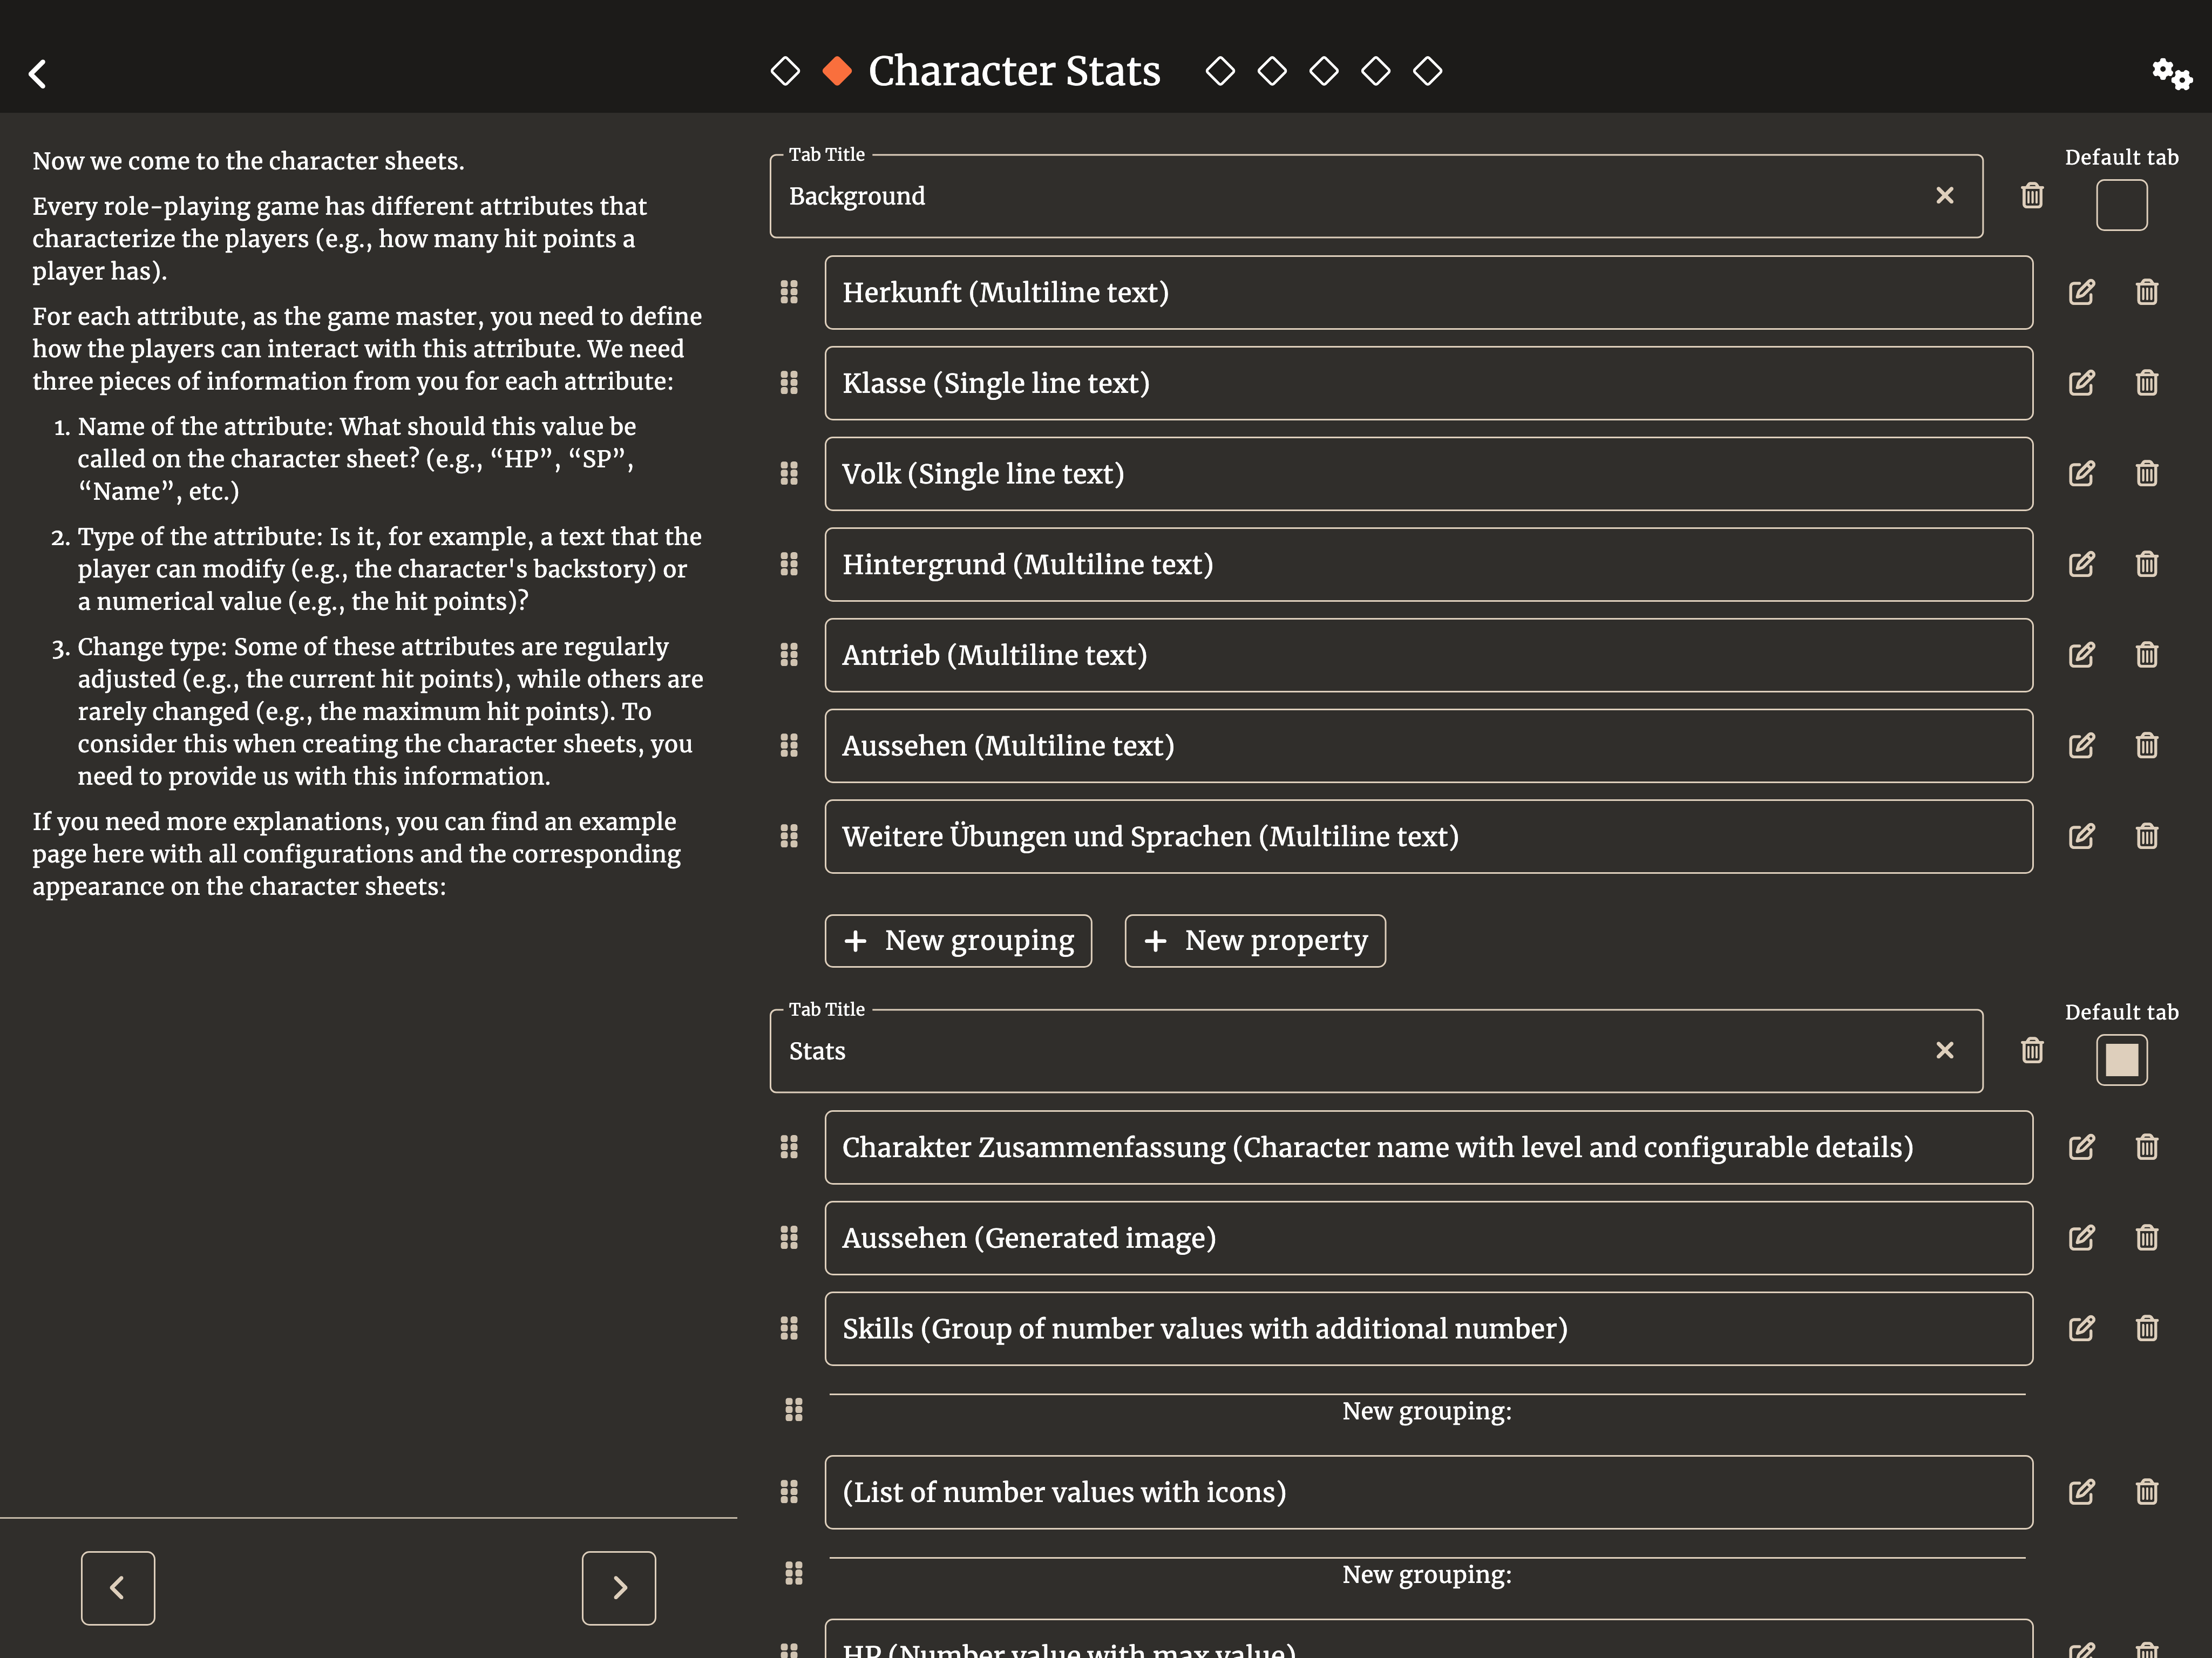 Character Stats
Now we come to the character sheets.
Every role-playing game has different attributes that
characterize the players (e.g., how many hit points a
player has).
For each attribute, as the game master, you need to define
how the players can interact with this attribute. We need
three pieces of information from you for each attribute:
1. Name of the attribute: What should this value be
called on the character sheet? (e.g., “HP”, “SP”,
“Name”, etc.)
2. Type of the attribute: Is it, for example, a text that the
player can modify (e.g., the character's backstory) or
a numerical value (e.g., the hit points)?
3. Change type: Some of these attributes are regularly
adjusted (e.g., the current hit points), while others are
rarely changed (e.g., the maximum hit points). To
consider this when creating the character sheets, you
need to provide us with this information.
If you need more explanations, you can find an example
page here with all configurations and the corresponding
appearance on the character sheets:
Tab Title
Default tab
Background
Herkunft (Multiline text)
Klasse (Single line text)
Volk (Single line text)
Hintergrund (Multiline text)
Antrieb (Multiline text)
Aussehen (Multiline text)
Weitere Übungen und Sprachen (Multiline text)
New grouping
New property
Tab Title
Default tab
Stats
Charakter Zusammenfassung (Character name with level and configurable details)
Aussehen (Generated image)
Skills (Group of number values with additional number)
New grouping:
(List of number values with icons)
New grouping:
HP (Number value with max value)